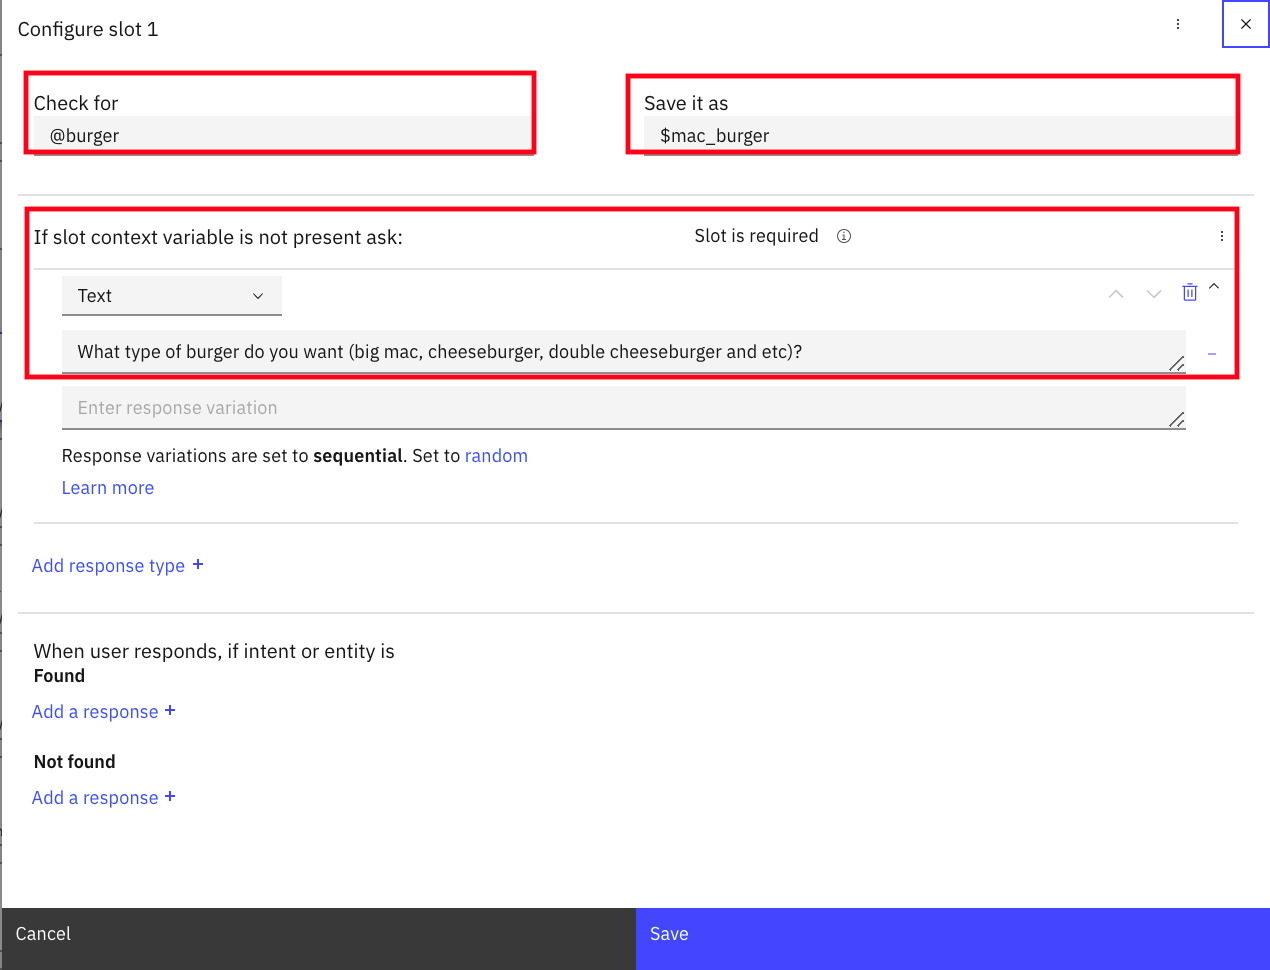 Configure slot 1
Check for
Save it as
@burger
$mac_burger
If slot context variable is not present ask:
Slot is required
Text
What type of burger do you want (big mac, cheeseburger, double cheeseburger and etc)?
Enter response variation
Response variations are set to sequential. Set to random
Learn more
Add response type +
When user responds, if intent or entity is
Found
Add a response +
Not found
Add a response +
Cancel
Save